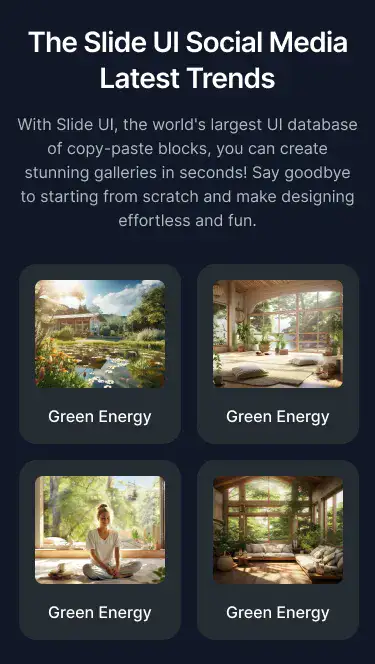 The Slide UI Social Media
Latest Trends
With Slide UI, the world's largest UI database
of copy-paste blocks, you can create
stunning galleries in seconds! Say goodbye
to starting from scratch and make designing
effortless and fun.
Green Energy
Green Energy
Green Energy
Green Energy